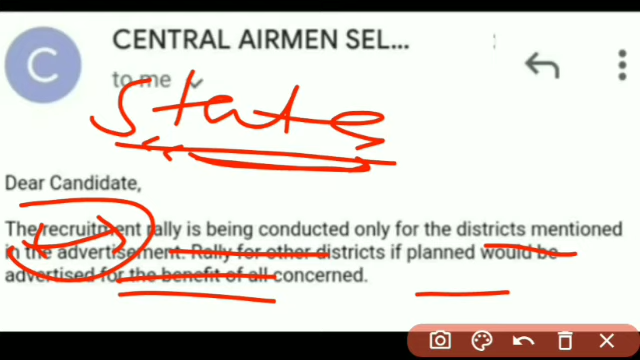 C
CENTRAL AIRMEN SEL...
to me
State
Dear Candidate,
The recruitment rally is being conducted only for the districts mentioned
in the advertisement. Rally for other districts if planned would be
advertised for the benefit of all concerned.